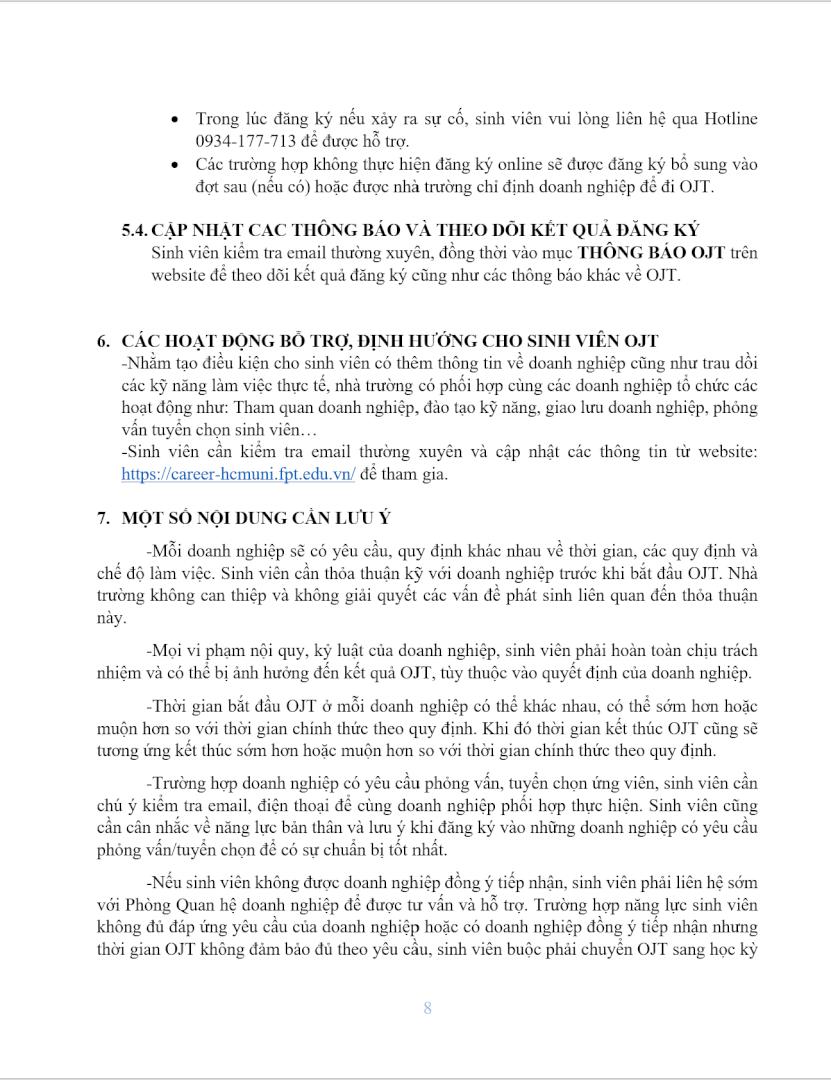 • Trong lúc đăng ký nếu xảy ra sự cố, sinh viên vui lòng liên hệ qua Hotline
0934-177-713 để được hỗ trợ.
• Các trường hợp không thực hiện đăng ký online sẽ được đăng ký bổ sung vào
đợt sau (nếu có) hoặc được nhà trường chỉ định doanh nghiệp để đi OJT.
5.4. CẬP NHẬT CAC THÔNG BÁO VÀ THEO DÕI KẾT QUẢ ĐĂNG KÝ
Sinh viên kiểm tra email thường xuyên, đồng thời vào mục THÔNG BÁO OJT trên
website để theo dõi kết quả đăng ký cũng như các thông báo khác về OJT.
6. CÁC HOẠT ĐỘNG BỔ TRỢ, ĐỊNH HƯỚNG CHO SINH VIÊN OJT
-Nhằm tạo điều kiện cho sinh viên có thêm thông tin về doanh nghiệp cũng như trau dồi
các kỹ năng làm việc thực tế, nhà trường có phối hợp cùng các doanh nghiệp tổ chức các
hoạt động như: Tham quan doanh nghiệp, đào tạo kỹ năng, giao lưu doanh nghiệp, phỏng
vấn tuyển chọn sinh viên…
-Sinh viên cần kiểm tra email thường xuyên và cập nhật các thông tin từ website:
https://career-hcmuni.fpt.edu.vn/ để tham gia.
7. MỘT SỐ NỘI DUNG CẦN LƯU Ý
-Mỗi doanh nghiệp sẽ có yêu cầu, quy định khác nhau về thời gian, các quy định và
chế độ làm việc. Sinh viên cần thỏa thuận kỹ với doanh nghiệp trước khi bắt đầu OJT. Nhà
trường không can thiệp và không giải quyết các vấn đề phát sinh liên quan đến thỏa thuận
này.
-Mọi vi phạm nội quy, kỷ luật của doanh nghiệp, sinh viên phải hoàn toàn chịu trách
nhiệm và có thể bị ảnh hưởng đến kết quả OJT, tùy thuộc vào quyết định của doanh nghiệp.
-Thời gian bắt đầu OJT ở mỗi doanh nghiệp có thể khác nhau, có thể sớm hơn hoặc
muộn hơn so với thời gian chính thức theo quy định. Khi đó thời gian kết thúc OJT cũng sẽ
tương ứng kết thúc sớm hơn hoặc muộn hơn so với thời gian chính thức theo quy định.
-Trường hợp doanh nghiệp có yêu cầu phỏng vấn, tuyển chọn ứng viên, sinh viên cần
chú ý kiểm tra email, điện thoại để cùng doanh nghiệp phối hợp thực hiện. Sinh viên cũng
cần cân nhắc về năng lực bản thân và lưu ý khi đăng ký vào những doanh nghiệp có yêu cầu
phỏng vấn/tuyển chọn để có sự chuẩn bị tốt nhất.
-Nếu sinh viên không được doanh nghiệp đồng ý tiếp nhận, sinh viên phải liên hệ sớm
với Phòng Quan hệ doanh nghiệp để được tư vấn và hỗ trợ. Trường hợp năng lực sinh viên
không đủ đáp ứng yêu cầu của doanh nghiệp hoặc có doanh nghiệp đồng ý tiếp nhận nhưng
thời gian OJT không đảm bảo đủ theo yêu cầu, sinh viên buộc phải chuyển OJT sang học kỳ
8